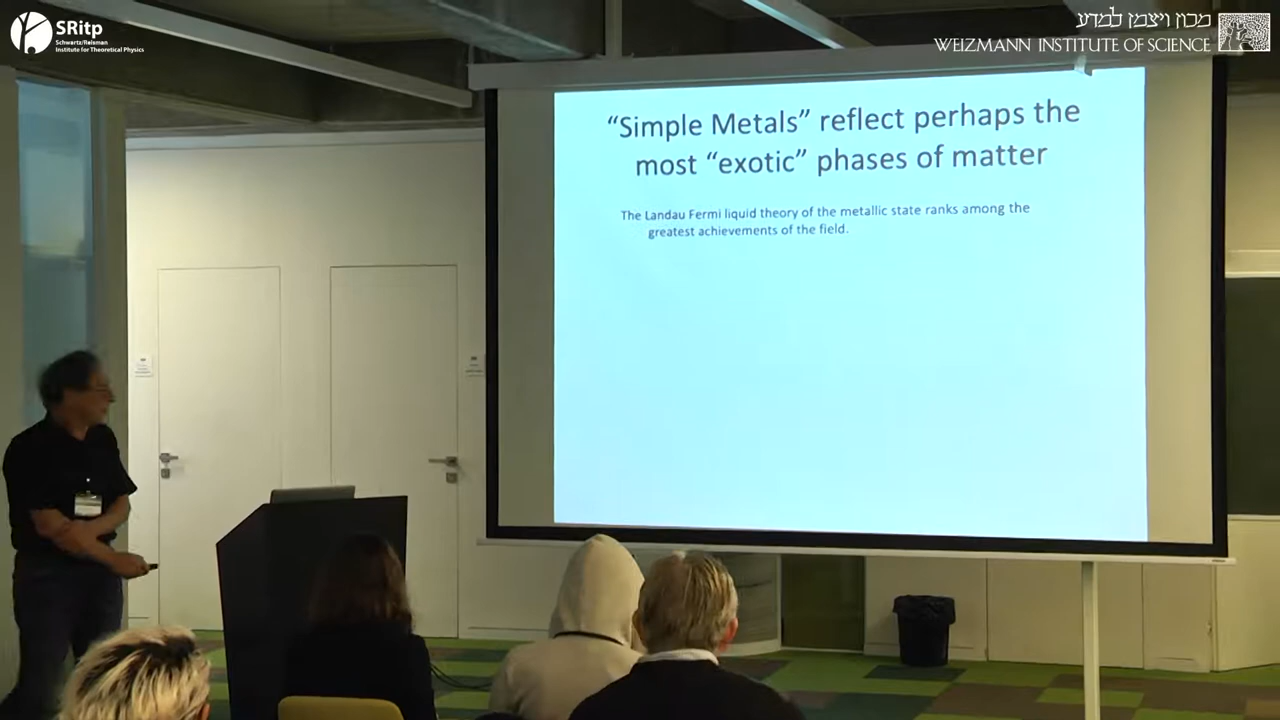 SRitp
Schwartz/Reisman
Institute for Theoretical Physics
מכון ויצמן למדע
WEIZMANN INSTITUTE OF SCIENCE
“Simple Metals” reflect perhaps the
most “exotic” phases of matter
The Landau Fermi liquid theory of the metallic state ranks among the
greatest achievements of the field.